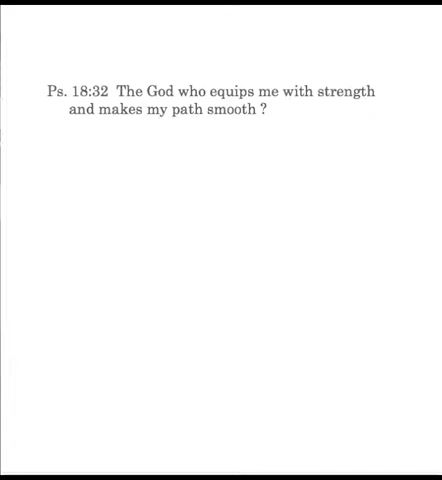 Ps. 18:32 The God who equips me with strength
and makes my path smooth ?